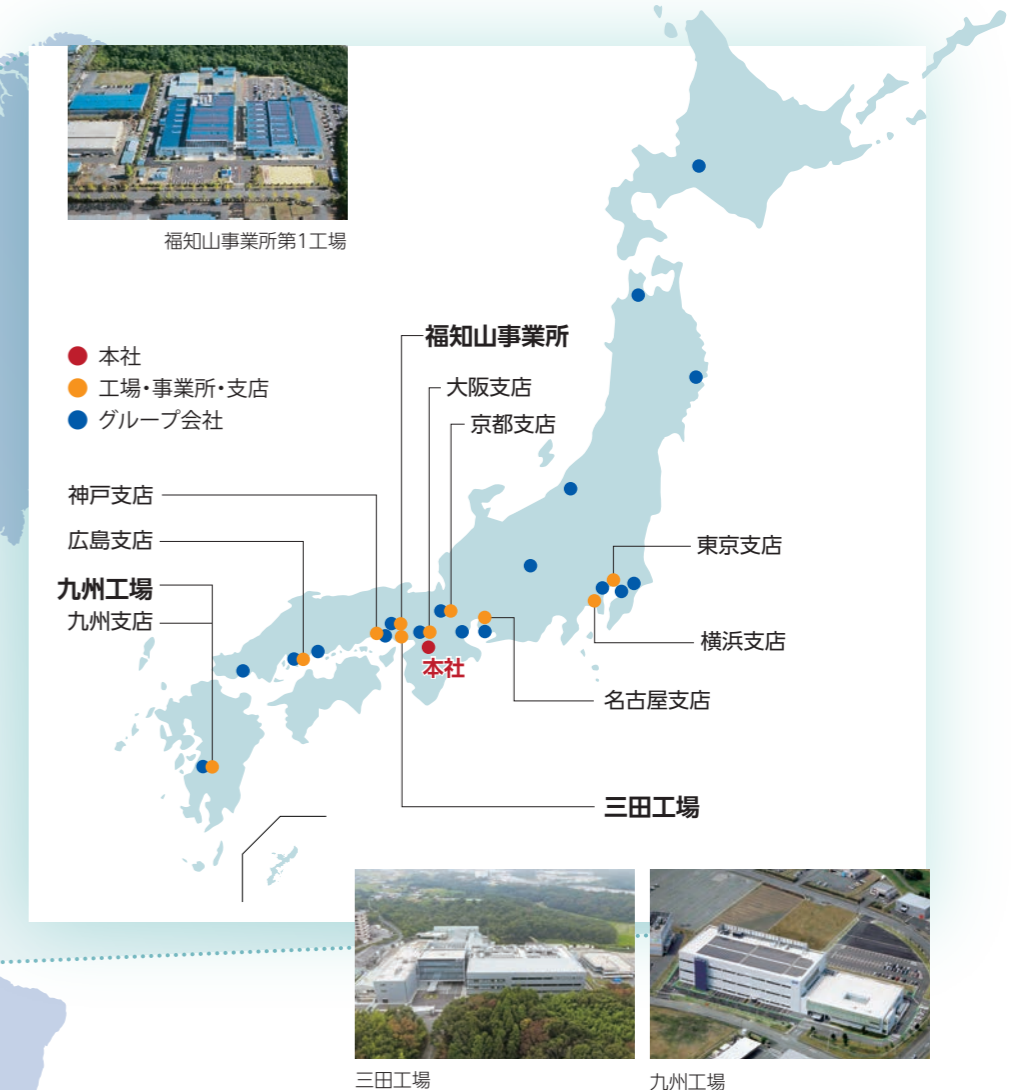 福知山事業所第1工場
本社
工場・事業所・支店
グループ会社
福知山事業所
大阪支店
京都支店
神戸支店
広島支店
九州工場
九州支店
東京支店
横浜支店
本社
名古屋支店
三田工場
三田工場
九州工場